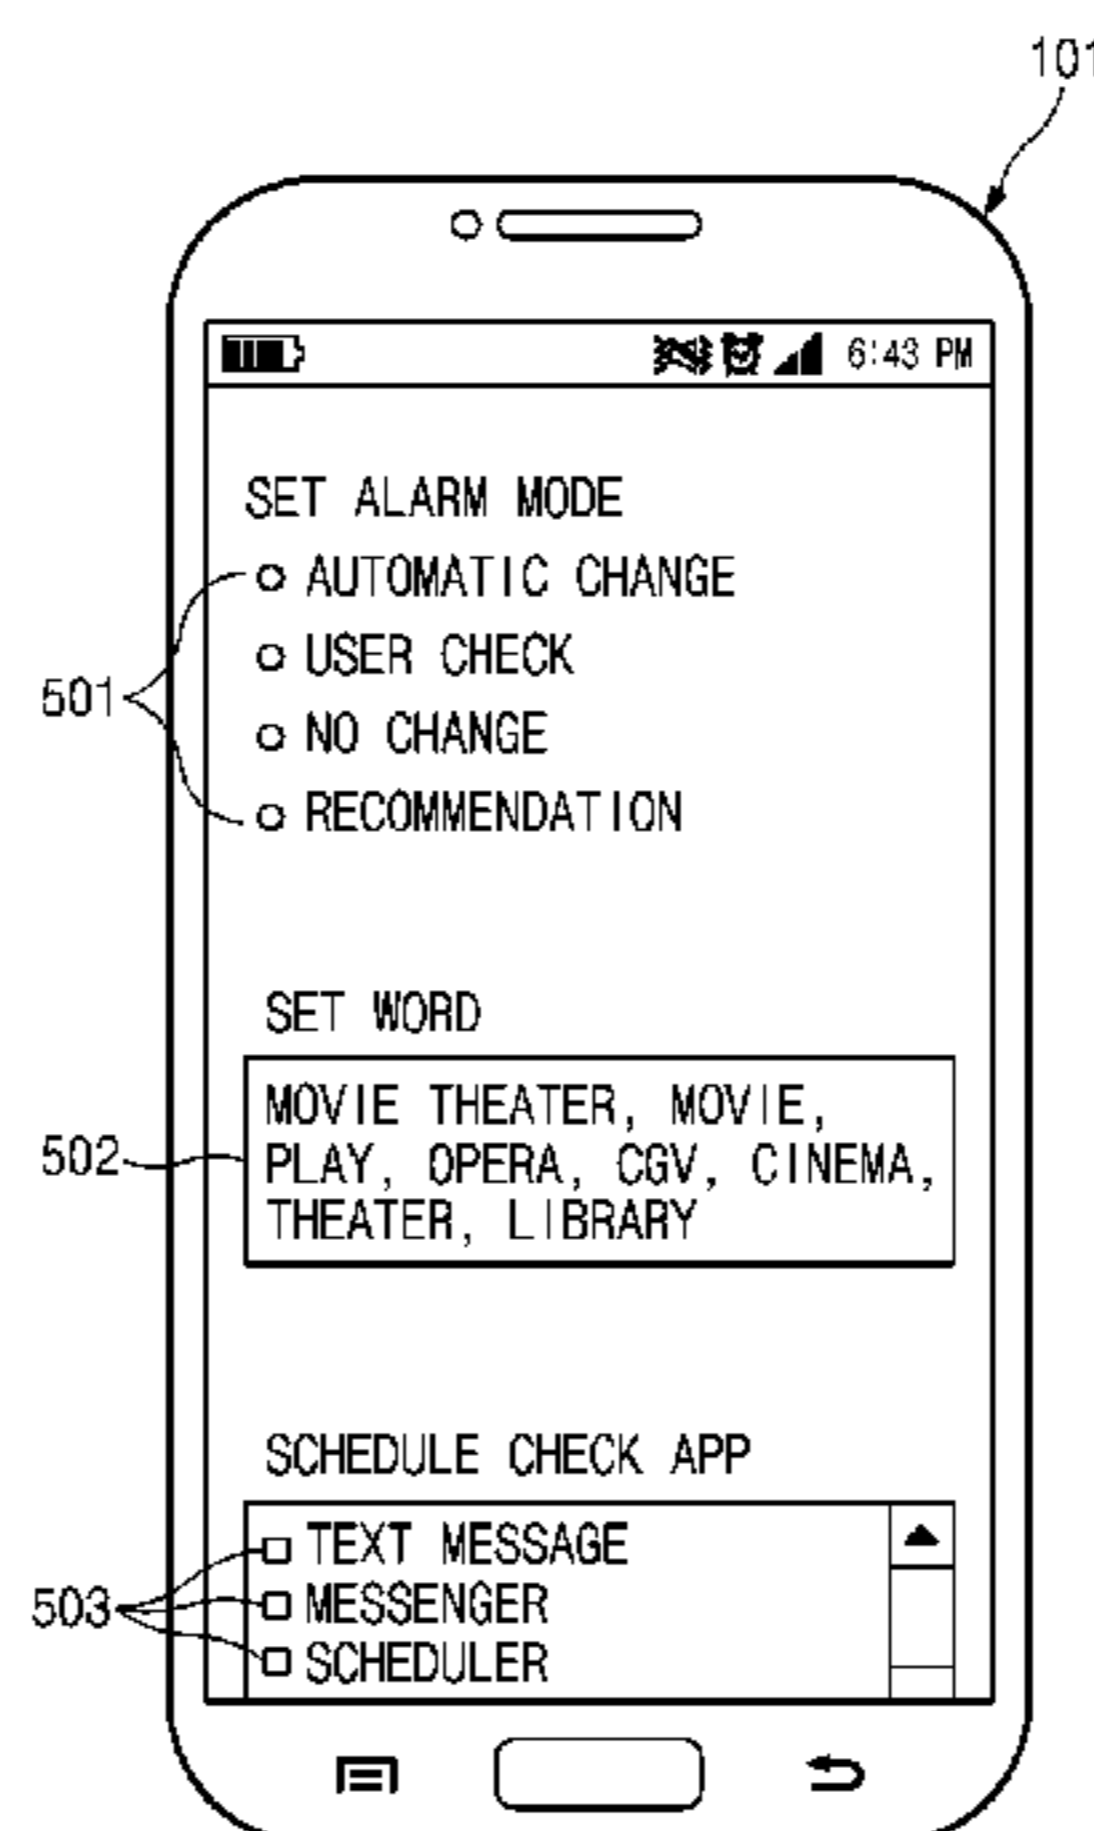 101
6:43 PM
SET ALARM MODE
AUTOMATIC CHANGE
USER CHECK
501
NO CHANGE
RECOMMENDATION
SET WORD
MOVIE THEATER, MOVIE,
502
PLAY, OPERA, CGV, CINEMA,
THEATER, LIBRARY
SCHEDULE CHECK APP
TEXT MESSAGE
503
MESSENGER
SCHEDULER